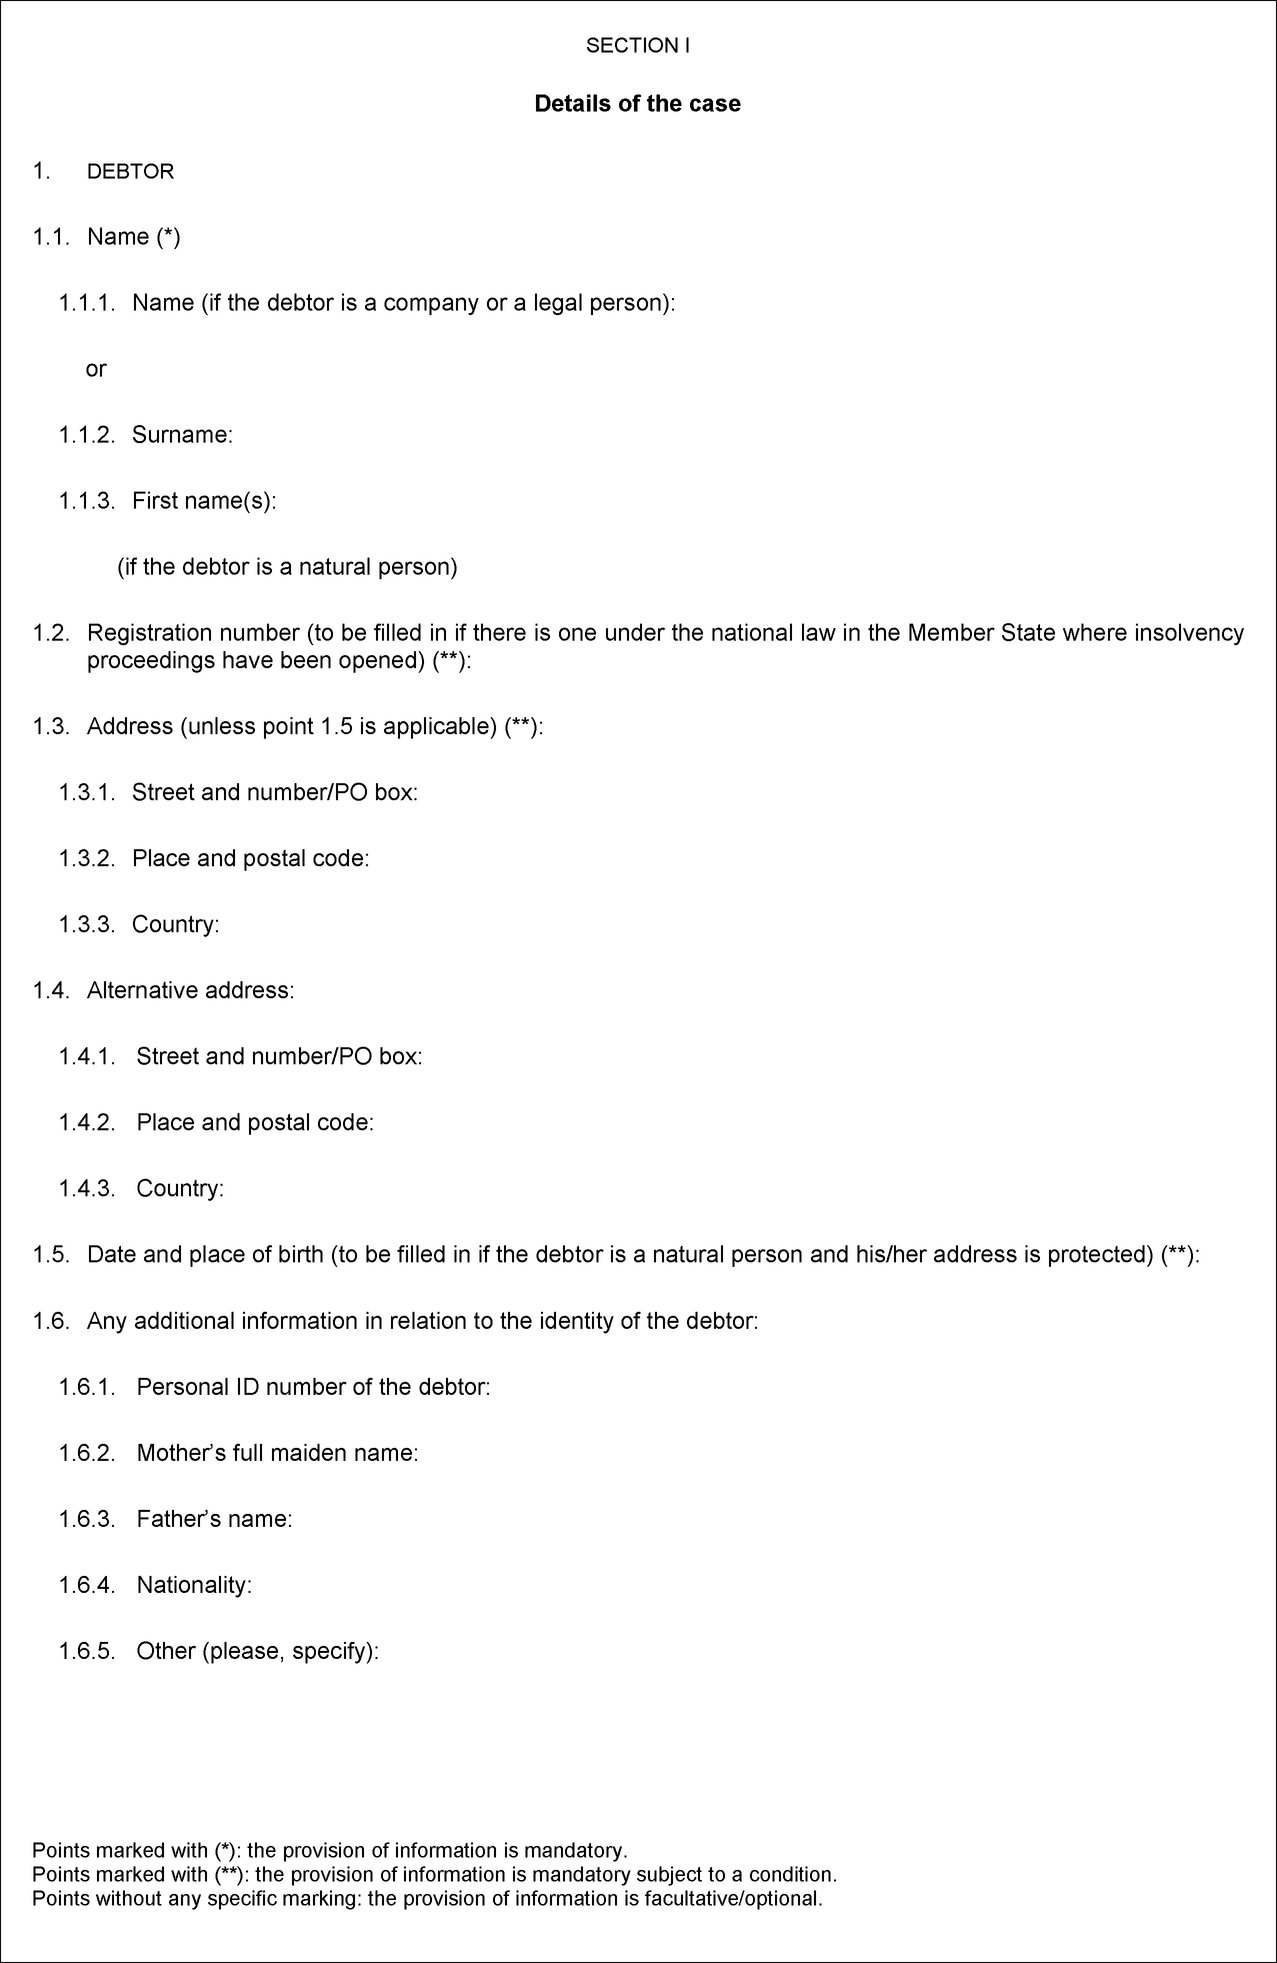 SECTION I
Details of the case
1. DEBTOR
1.1. Name (*)
1.1.1. Name (if the debtor is a company or a legal person):
or
1.1.2. Surname:
1.1.3. First name(s):
(if the debtor is a natural person)
1.2. Registration number (to be filled in if there is one under the national law in the Member State where insolvency
proceedings have been opened) (**):
1.3. Address (unless point 1.5 is applicable) (**):
1.3.1. Street and number/PO box:
1.3.2. Place and postal code:
1.3.3. Country:
1.4. Alternative address:
1.4.1. Street and number/PO box:
1.4.2. Place and postal code:
1.4.3. Country:
1.5. Date and place of birth (to be filled in if the debtor is a natural person and his/her address is protected) (**):
1.6. Any additional information in relation to the identity of the debtor:
1.6.1. Personal ID number of the debtor:
1.6.2. Mother’s full maiden name:
1.6.3. Father’s name:
1.6.4. Nationality:
1.6.5. Other (please, specify):
Points marked with (*): the provision of information is mandatory.
Points marked with (**): the provision of information is mandatory subject to a condition.
Points without any specific marking: the provision of information is facultative/optional.